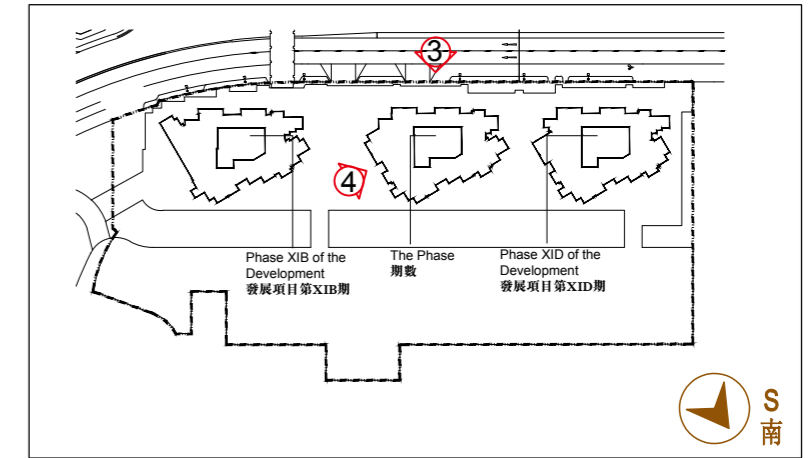 3
4
Phase XIB of the
Development
發展項目第XIB期
The Phase
期數
Phase XID of the
Development
發展項目第XID期
S
南